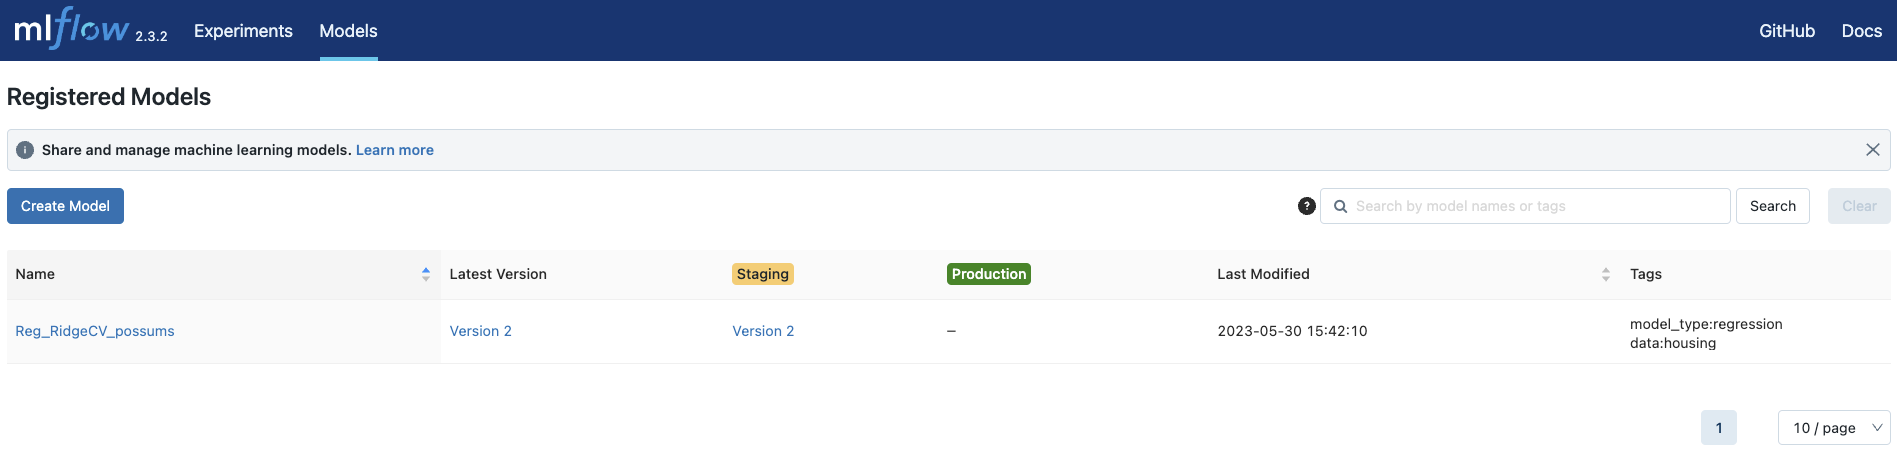 mlflow 2.3.2 Experiments Models GitHub Docs
Registered Models
Share and manage machine learning models. Learn more
Create Model Search by model names or tags Search Clear
Name Latest Version Staging Production Last Modified Tags
Reg_RidgeCV_possums Version 2 Version 2 – 2023-05-30 15:42:10 model_type:regression
data:housing
1 10 / page